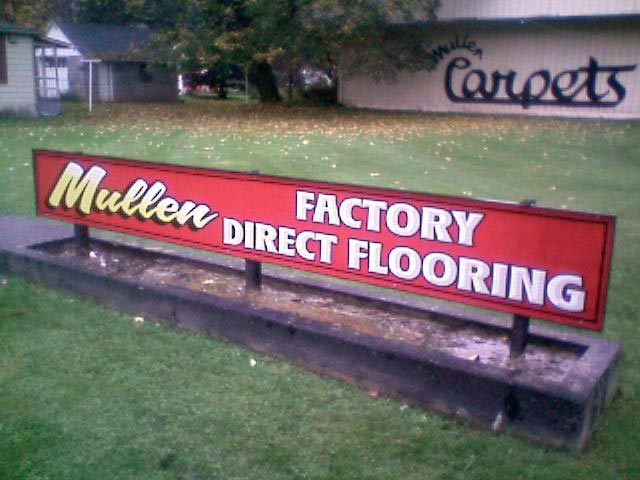 Mullen
Carpets
Mullen
FACTORY
DIRECT FLOORING